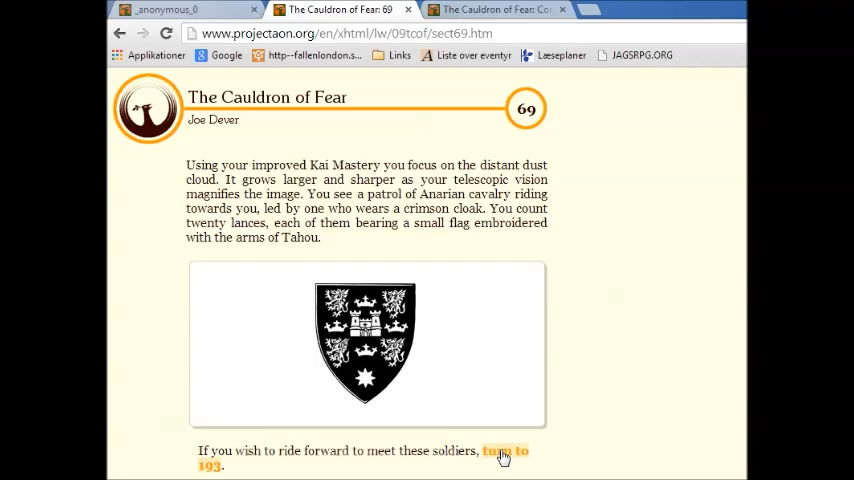 _anonymous_0
The Cauldron of Fear: 69
The Cauldron of Fear: Co
www.projectaon.org/en/xhtml/lw/09tcof/sect69.htm
Applikationer
Google
http--fallenlondon.s...
Links
Liste over eventyr
Læseplaner
JAGSRPG.ORG
The Cauldron of Fear
69
Joe Dever
Using your improved Kai Mastery you focus on the distant dust
cloud. It grows larger and sharper as your telescopic vision
magnifies the image. You see a patrol of Anarian cavalry riding
towards you, led by one who wears a crimson cloak. You count
twenty lances, each of them bearing a small flag embroidered
with the arms of Tahou.
If you wish to ride forward to meet these soldiers, turn to
193.